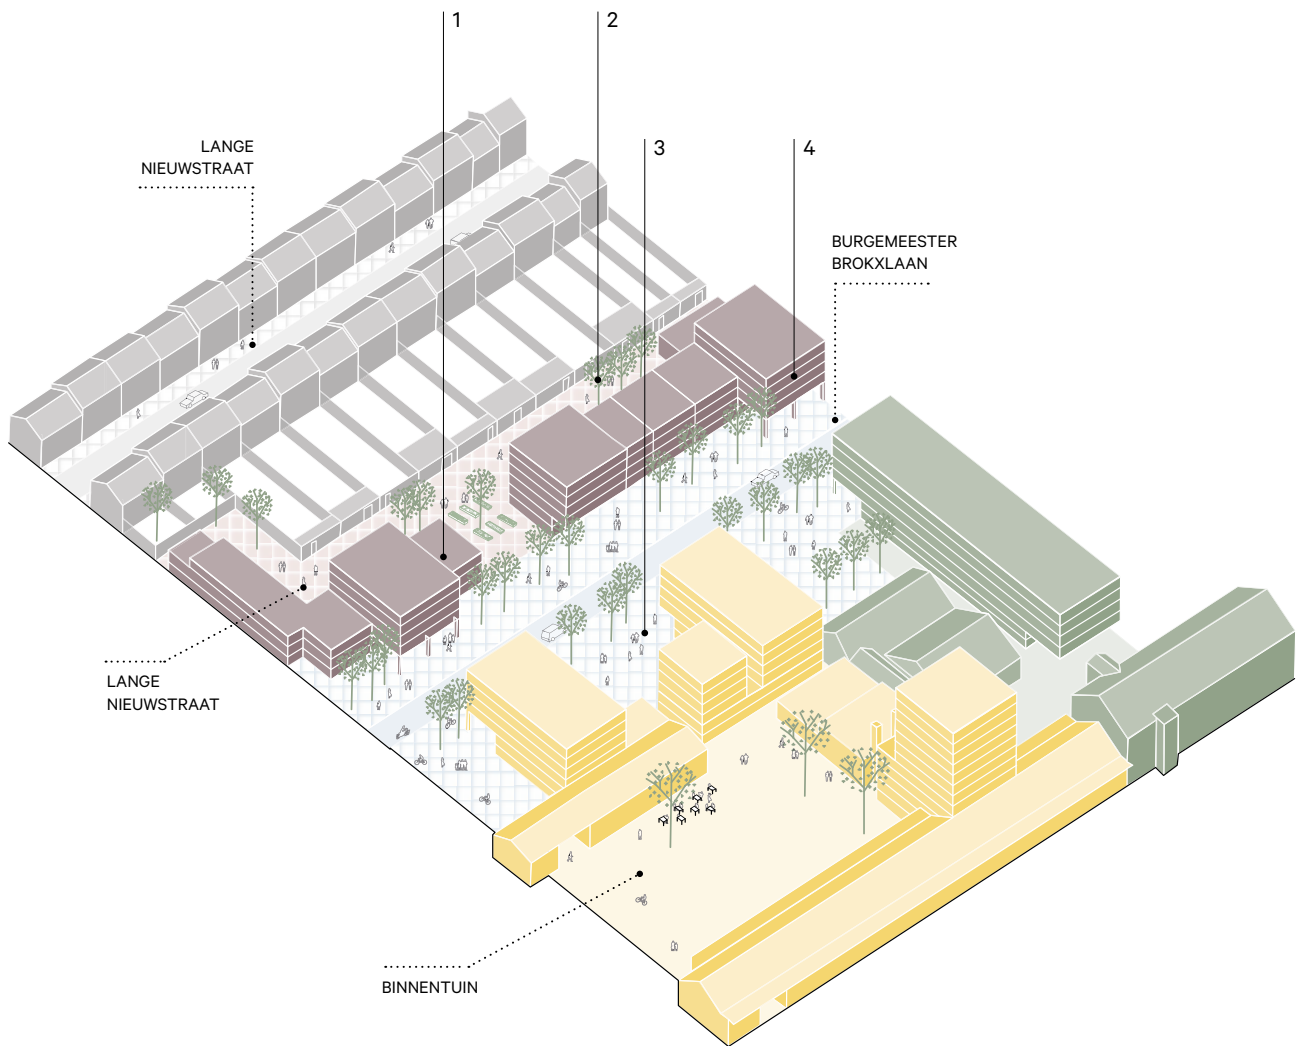 1
2
3
4
LANGE
NIEUWSTRAAT
BURGEMEESTER
BROKXLAAN
LANGE
NIEUWSTRAAT
BINNENTUIN